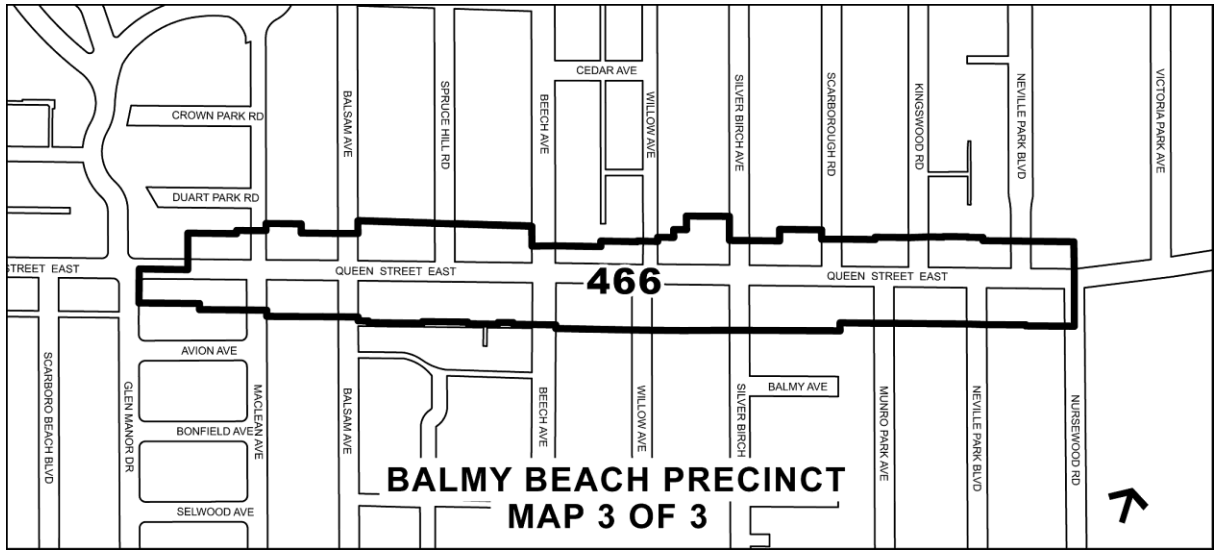 CEDAR AVE
CROWN PARK RD
BALSAM AVE
SPRUCE HILL RD
BEECH AVE
WILLOW AVE
SILVER BIRCH AVE
SCARBOROUGH RD
KINGSWOOD RD
NEVILLE PARK BLVD
VICTORIA PARK AVE
DUART PARK RD
STREET EAST
QUEEN STREET EAST
466
QUEEN STREET EAST
AVION AVE
SCARBORO BEACH BLVD
GLEN MANOR DR
MACLEAN AVE
BALSAM AVE
BEECH AVE
WILLOW AVE
SILVER BIRCH
BALMY AVE
MUNRO PARK AVE
NEVILLE PARK BLVD
NURSEWOOD RD
BONFIELD AVE
SELWOOD AVE
BALMY BEACH PRECINCT
MAP 3 OF 3